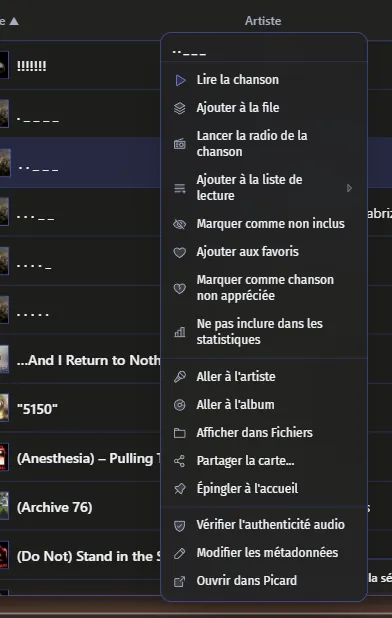 e ▲
Artiste
!!!!!!!
. _ _ _ _
. . _ _ _
. . . _ _
. . . . _
. . . . .
...And I Return to Noth
"5150"
(Anesthesia) – Pulling T
(Archive 76)
(Do Not) Stand in the S
. . _ _ _
Lire la chanson
Ajouter à la file
Lancer la radio de la
chanson
Ajouter à la liste de
lecture
Marquer comme non inclus
Ajouter aux favoris
Marquer comme chanson
non appréciée
Ne pas inclure dans les
statistiques
Aller à l'artiste
Aller à l'album
Afficher dans Fichiers
Partager la carte...
Épingler à l'accueil
Vérifier l'authenticité audio
Modifier les métadonnées
Ouvrir dans Picard
abriz
s
la sé